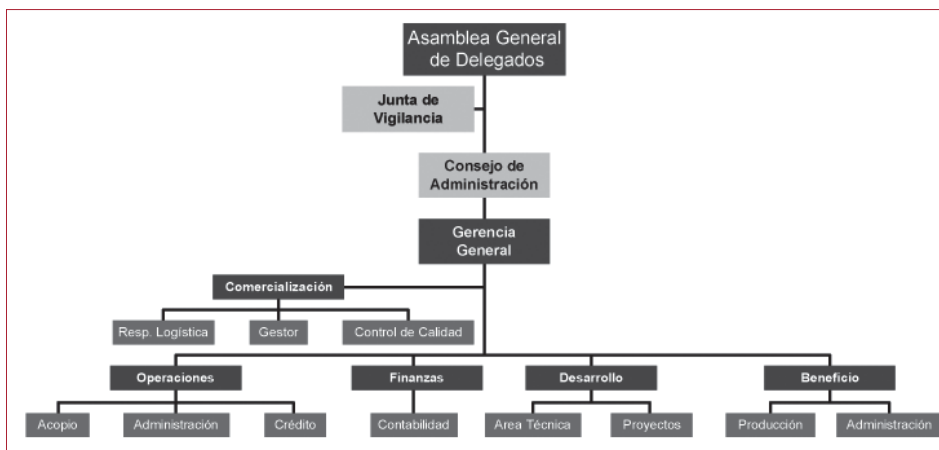 Asamblea General
de Delegados
Junta de
Vigilancia
Consejo de
Administración
Gerencia
General
Comercialización
Resp. Logística
Gestor
Control de Calidad
Operaciones
Finanzas
Desarrollo
Beneficio
Acopio
Administración
Crédito
Contabilidad
Area Técnica
Proyectos
Producción
Administración